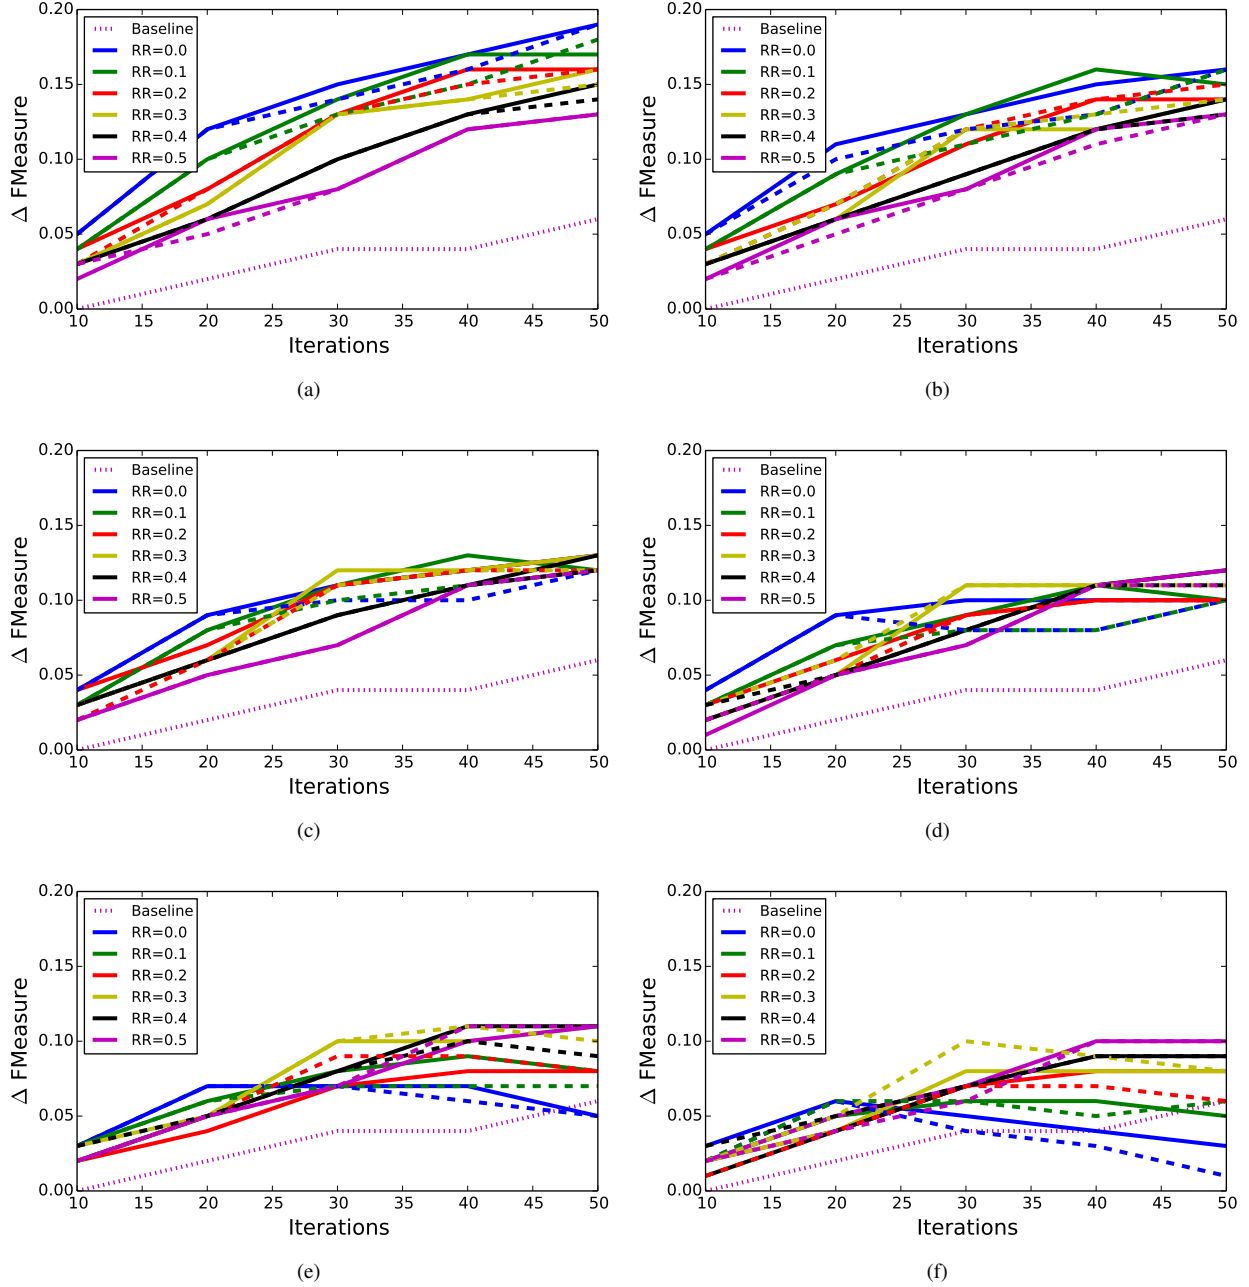 0.20
0.15
0.10
0.05
0.00
Δ FMeasure
Baseline
RR=0.0
RR=0.1
RR=0.2
RR=0.3
RR=0.4
RR=0.5
10 15 20 25 30 35 40 45 50
Iterations
(a)
0.20
0.15
0.10
0.05
0.00
Δ FMeasure
Baseline
RR=0.0
RR=0.1
RR=0.2
RR=0.3
RR=0.4
RR=0.5
10 15 20 25 30 35 40 45 50
Iterations
(b)
0.20
0.15
0.10
0.05
0.00
Δ FMeasure
Baseline
RR=0.0
RR=0.1
RR=0.2
RR=0.3
RR=0.4
RR=0.5
10 15 20 25 30 35 40 45 50
Iterations
(c)
0.20
0.15
0.10
0.05
0.00
Δ FMeasure
Baseline
RR=0.0
RR=0.1
RR=0.2
RR=0.3
RR=0.4
RR=0.5
10 15 20 25 30 35 40 45 50
Iterations
(d)
0.20
0.15
0.10
0.05
0.00
Δ FMeasure
Baseline
RR=0.0
RR=0.1
RR=0.2
RR=0.3
RR=0.4
RR=0.5
10 15 20 25 30 35 40 45 50
Iterations
(e)
0.20
0.15
0.10
0.05
0.00
Δ FMeasure
Baseline
RR=0.0
RR=0.1
RR=0.2
RR=0.3
RR=0.4
RR=0.5
10 15 20 25 30 35 40 45 50
Iterations
(f)